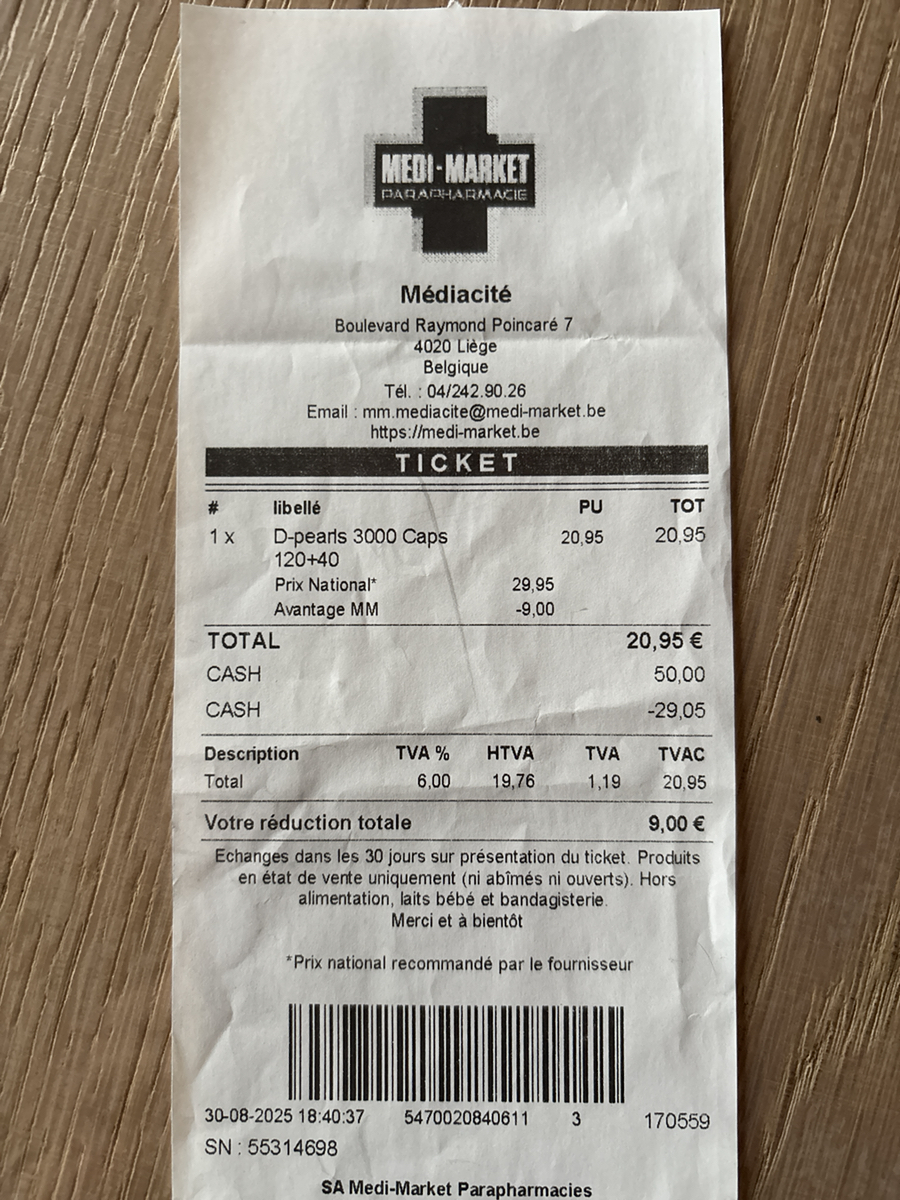 MEDI-MARKET
PARAPHARMACIE
Médiacité
Boulevard Raymond Poincaré 7
4020 Liège
Belgique
Tél. : 04/242.90.26
Email : mm.mediacite@medi-market.be
https://medi-market.be
TICKET
# libellé PU TOT
1 x D-pearls 3000 Caps 20,95 20,95
120+40
Prix National* 29,95
Avantage MM -9,00
TOTAL 20,95 €
CASH 50,00
CASH -29,05
Description TVA % HTVA TVA TVAC
Total 6,00 19,76 1,19 20,95
Votre réduction totale 9,00 €
Echanges dans les 30 jours sur présentation du ticket. Produits
en état de vente uniquement (ni abîmés ni ouverts). Hors
alimentation, laits bébé et bandagisterie.
Merci et à bientôt
*Prix national recommandé par le fournisseur
30-08-2025 18:40:37 5470020840611 3 170559
SN : 55314698
SA Medi-Market Parapharmacies